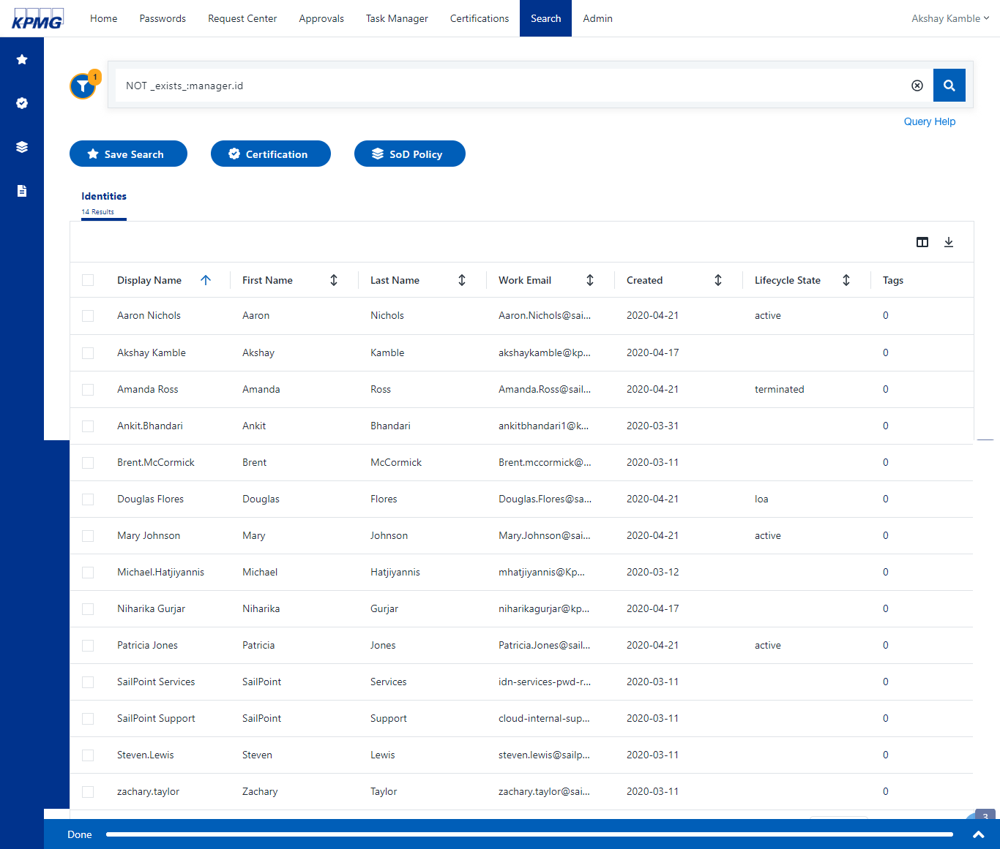 KPMG Home Passwords Request Center Approvals Task Manager Certifications Search Admin Akshay Kamble
1
NOT _exists_:manager.id
Query Help
Save Search Certification SoD Policy
Identities
14 Results
Display Name First Name Last Name Work Email Created Lifecycle State Tags
Aaron Nichols Aaron Nichols Aaron.Nichols@sai... 2020-04-21 active 0
Akshay Kamble Akshay Kamble akshaykamble@kp... 2020-04-17 0
Amanda Ross Amanda Ross Amanda.Ross@sail... 2020-04-21 terminated 0
Ankit.Bhandari Ankit Bhandari ankitbhandari1@k... 2020-03-31 0
Brent.McCormick Brent McCormick Brent.mccormick@... 2020-03-11 0
Douglas Flores Douglas Flores Douglas.Flores@sa... 2020-04-21 loa 0
Mary Johnson Mary Johnson Mary.Johnson@sai... 2020-04-21 active 0
Michael.Hatjiyannis Michael Hatjiyannis mhatjiyannis@Kp... 2020-03-12 0
Niharika Gurjar Niharika Gurjar niharikagurjar@kp... 2020-04-17 0
Patricia Jones Patricia Jones Patricia.Jones@sail... 2020-04-21 active 0
SailPoint Services SailPoint Services idn-services-pwd-r... 2020-03-11 0
SailPoint Support SailPoint Support cloud-internal-sup... 2020-03-11 0
Steven.Lewis Steven Lewis steven.lewis@sailp... 2020-03-11 0
zachary.taylor Zachary Taylor zachary.taylor@sai... 2020-03-11 0
3
Done